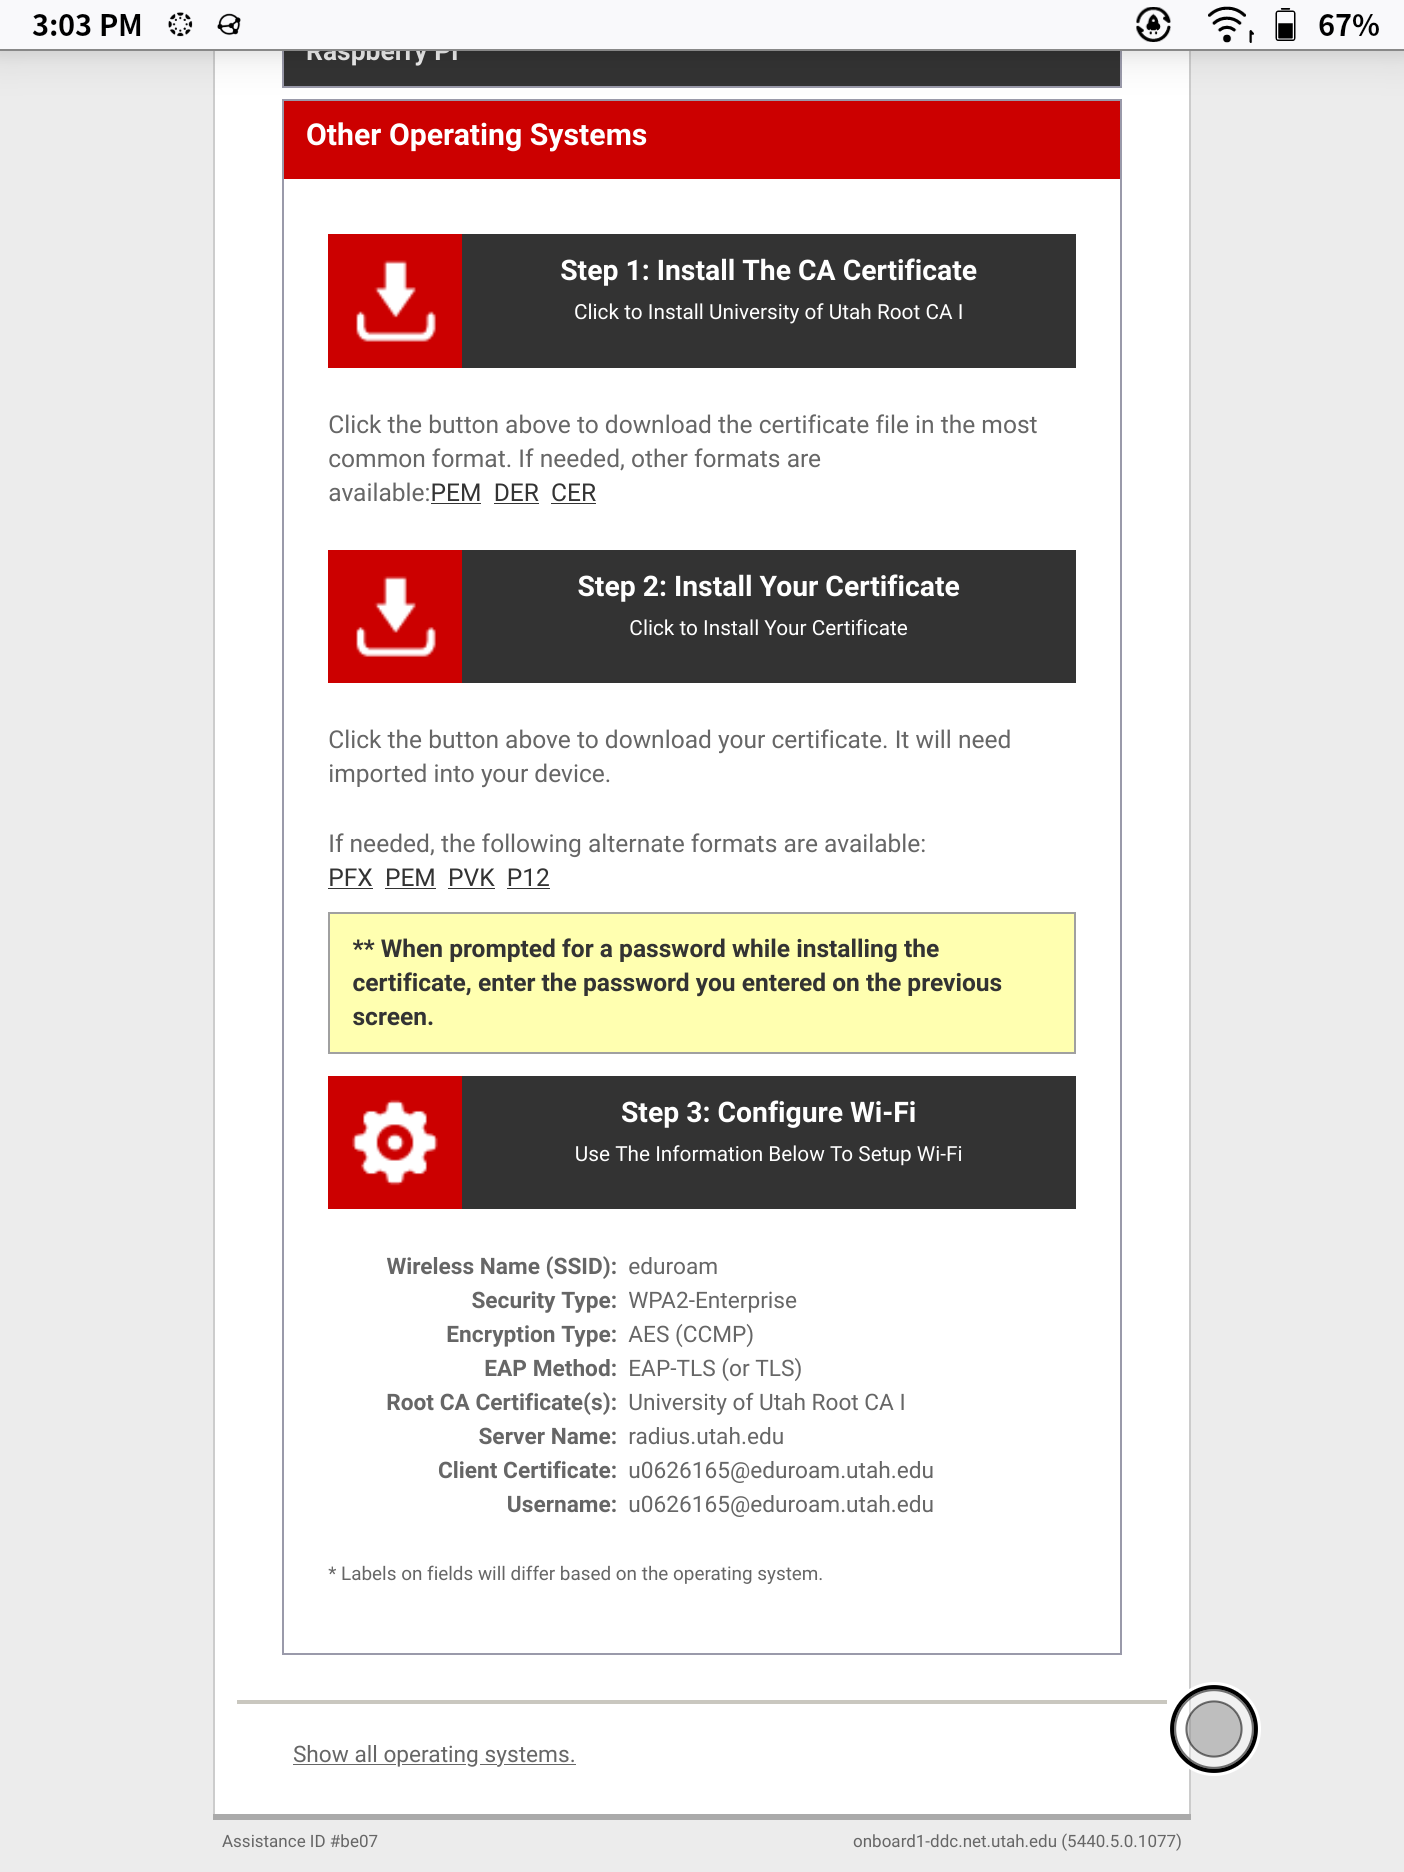 3:03 PM
67%
Raspberry Pi
Other Operating Systems
Step 1: Install The CA Certificate
Click to Install University of Utah Root CA I
Click the button above to download the certificate file in the most
common format. If needed, other formats are
available:PEM DER CER
Step 2: Install Your Certificate
Click to Install Your Certificate
Click the button above to download your certificate. It will need
imported into your device.
If needed, the following alternate formats are available:
PFX PEM PVK P12
** When prompted for a password while installing the
certificate, enter the password you entered on the previous
screen.
Step 3: Configure Wi-Fi
Use The Information Below To Setup Wi-Fi
Wireless Name (SSID): eduroam
Security Type: WPA2-Enterprise
Encryption Type: AES (CCMP)
EAP Method: EAP-TLS (or TLS)
Root CA Certificate(s): University of Utah Root CA I
Server Name: radius.utah.edu
Client Certificate: u0626165@eduroam.utah.edu
Username: u0626165@eduroam.utah.edu
* Labels on fields will differ based on the operating system.
Show all operating systems.
Assistance ID #be07
onboard1-ddc.net.utah.edu (5440.5.0.1077)